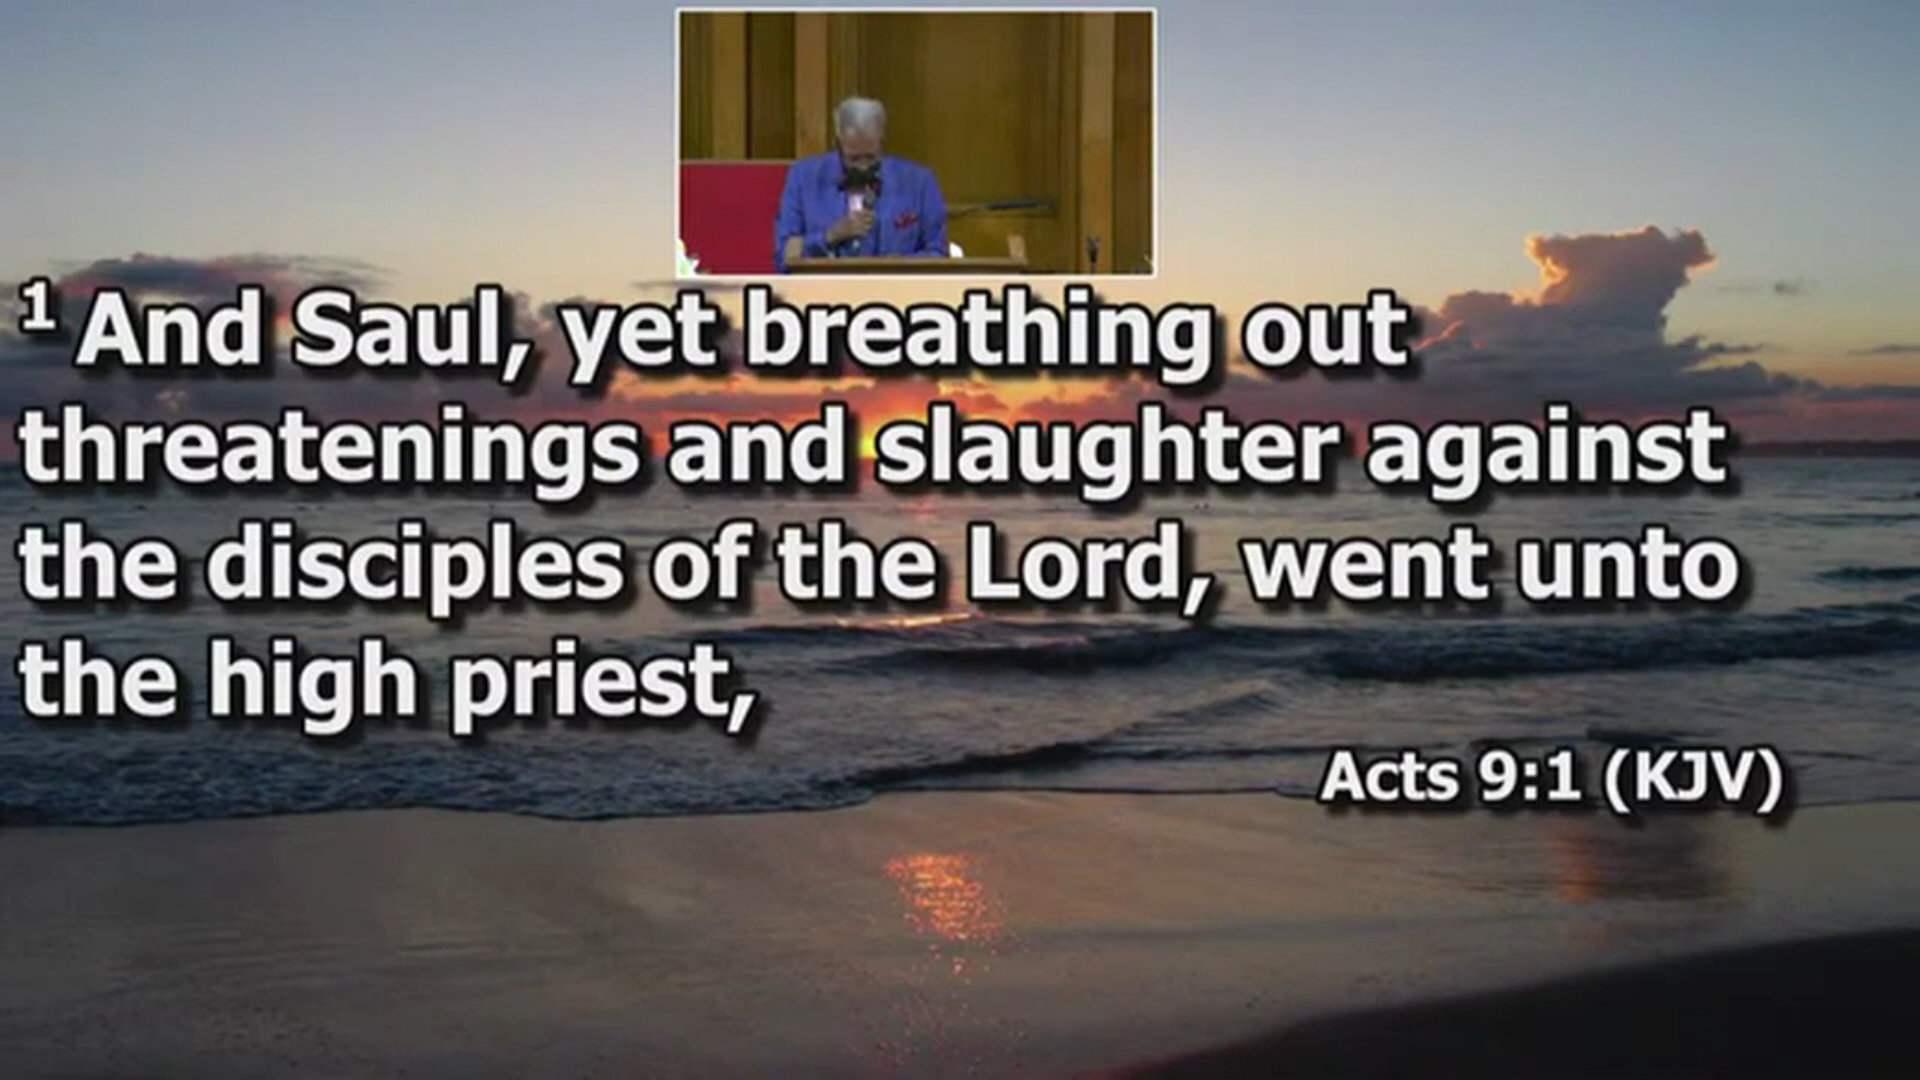 1 And Saul, yet breathing out
threatenings and slaughter against
the disciples of the Lord, went unto
the high priest,
Acts 9:1 (KJV)